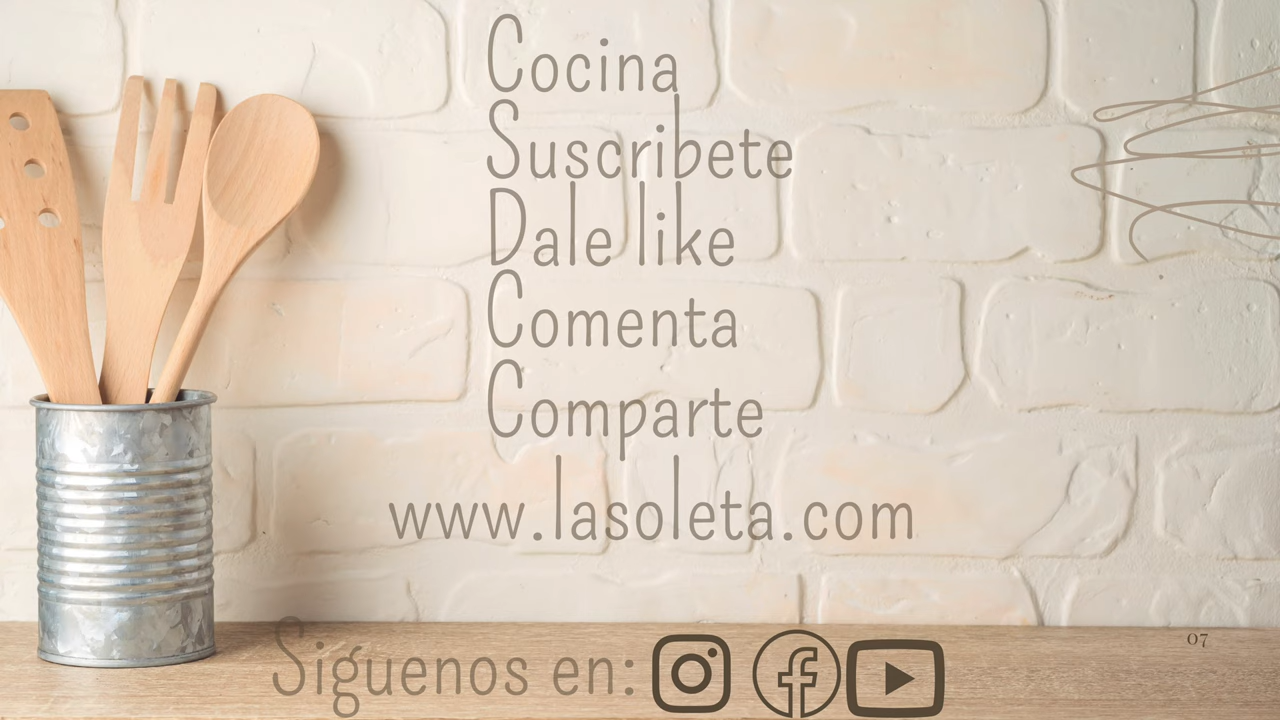 Cocina
Suscribete
Dale like
Comenta
Comparte
www.lasoleta.com
07
Siguenos en: